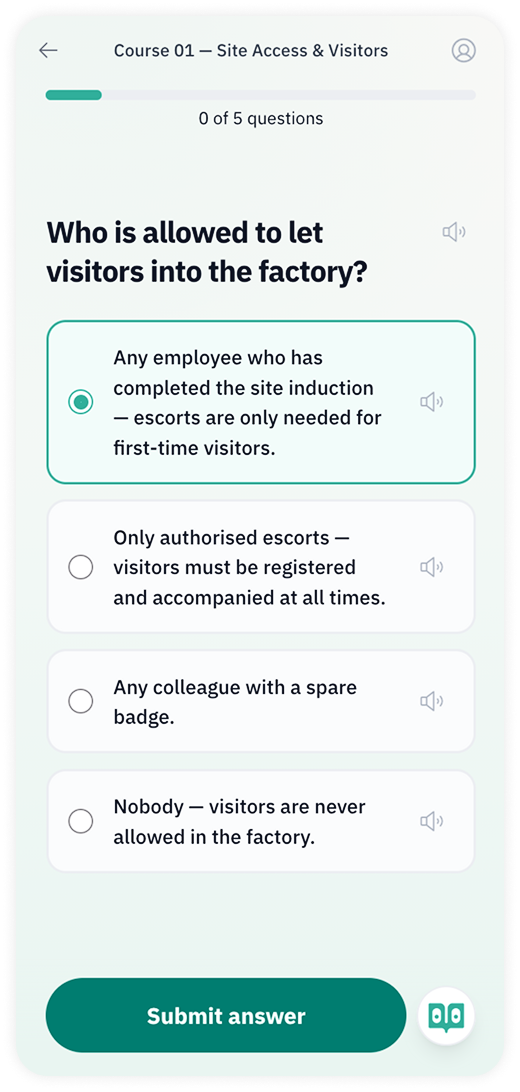 Course 01 — Site Access & Visitors
0 of 5 questions
Who is allowed to let
visitors into the factory?
Any employee who has
completed the site induction
— escorts are only needed for
first-time visitors.
Only authorised escorts —
visitors must be registered
and accompanied at all times.
Any colleague with a spare
badge.
Nobody — visitors are never
allowed in the factory.
Submit answer